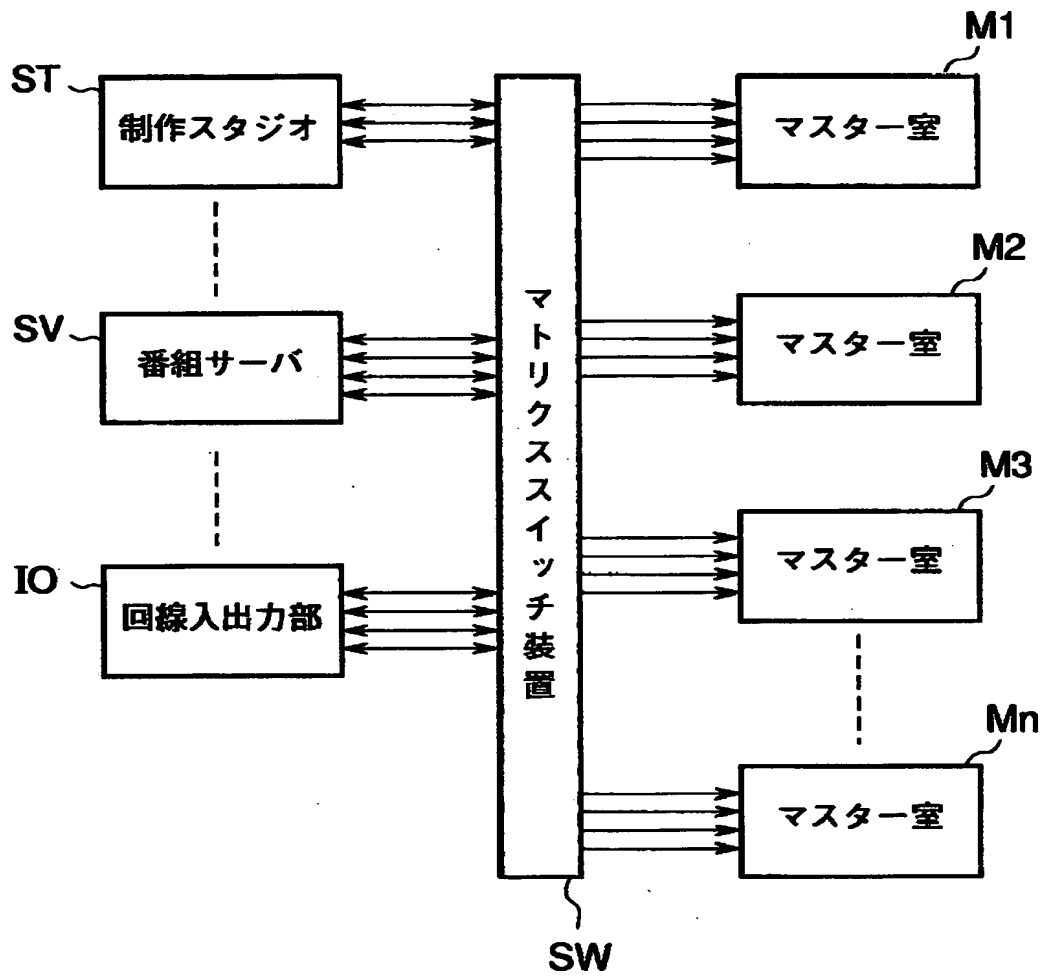 ST
制作スタジオ
SV
番組サーバ
IO
回線入出力部
マトリクススイッチ装置
SW
M1
マスター室
M2
マスター室
M3
マスター室
Mn
マスター室